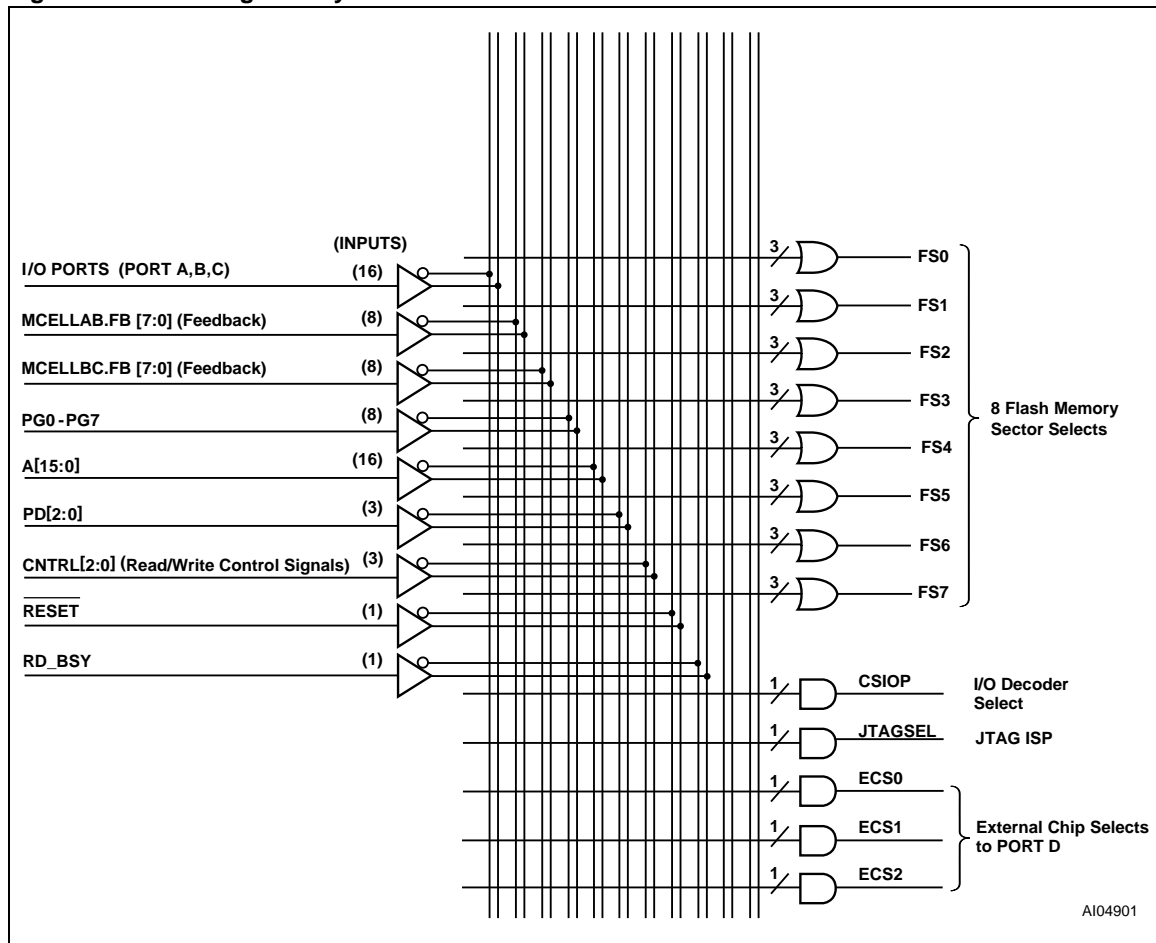 (INPUTS)
I/O PORTS (PORT A,B,C)
(16)
MCELLAB.FB [7:0] (Feedback)
(8)
MCELLBC.FB [7:0] (Feedback)
(8)
PG0 -PG7
(8)
A[15:0]
(16)
PD[2:0]
(3)
CNTRL[2:0] (Read/Write Control Signals)
(3)
RESET
(1)
RD_BSY
(1)
3
FS0
3
FS1
3
FS2
3
FS3
3
FS4
3
FS5
3
FS6
3
FS7
8 Flash Memory
Sector Selects
1
CSIOP
I/O Decoder
Select
1
JTAGSEL
JTAG ISP
1
ECS0
1
ECS1
1
ECS2
External Chip Selects
to PORT D
AI04901